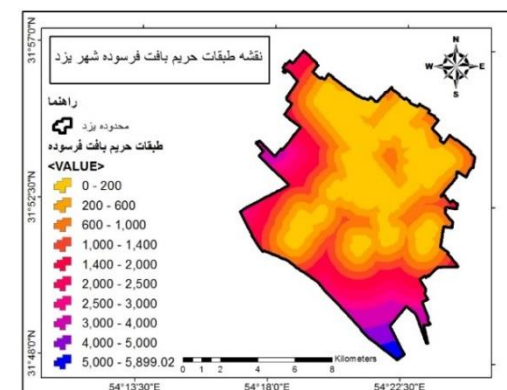 نقشه طبقات حریم بافت فرسوده شهر یزد
N
W E
S
راهنما
محدوده یزد
طبقات حریم بافت فرسوده
<VALUE>
0 - 200
200 - 600
600 - 1,000
1,000 - 1,400
1,400 - 2,000
2,000 - 2,500
2,500 - 3,000
3,000 - 4,000
4,000 - 5,000
5,000 - 5,899.02
Kilometers
0 1 2 4 6 8
31°57'0"N
31°52'30"N
31°48'0"N
54°13'30"E 54°18'0"E 54°22'30"E